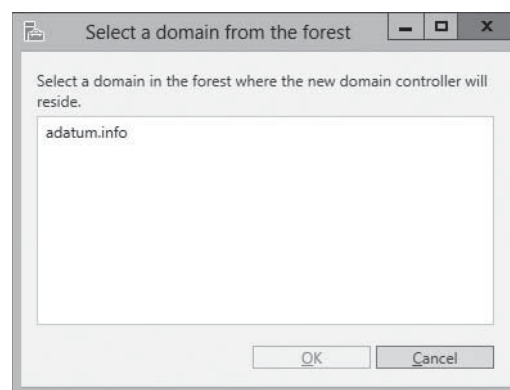 Select a domain from the forest
Select a domain in the forest where the new domain controller will
reside.
adatum.info
OK
Cancel